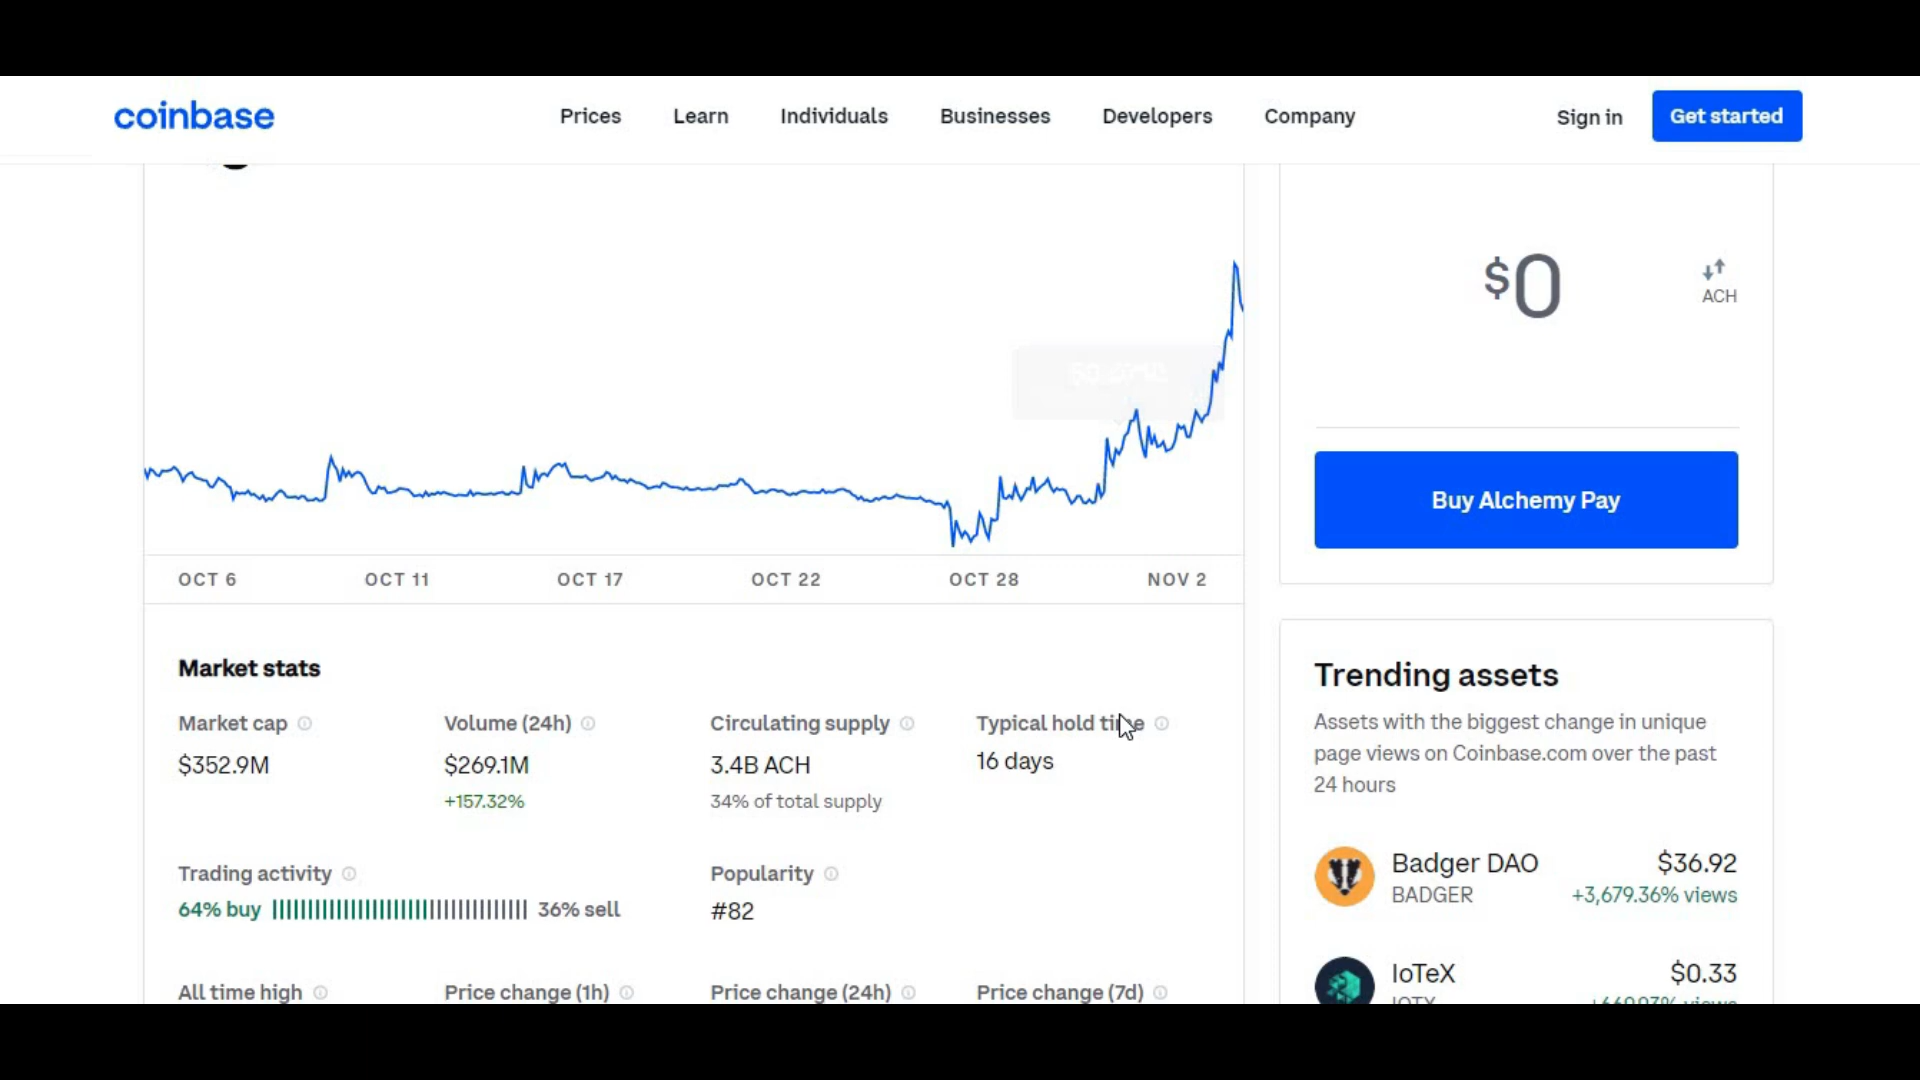 coinbase
Prices
Learn
Individuals
Businesses
Developers
Company
Sign in
Get started
$0
ACH
Buy Alchemy Pay
OCT 6
OCT 11
OCT 17
OCT 22
OCT 28
NOV 2
Market stats
Market cap
$352.9M
Volume (24h)
$269.1M
+157.32%
Circulating supply
3.4B ACH
34% of total supply
Typical hold time
16 days
Trading activity
64% buy
36% sell
Popularity
#82
All time high
Price change (1h)
Price change (24h)
Price change (7d)
Trending assets
Assets with the biggest change in unique
page views on Coinbase.com over the past
24 hours
Badger DAO
$36.92
BADGER
+3,679.36% views
IoTeX
$0.33
IOTX
views